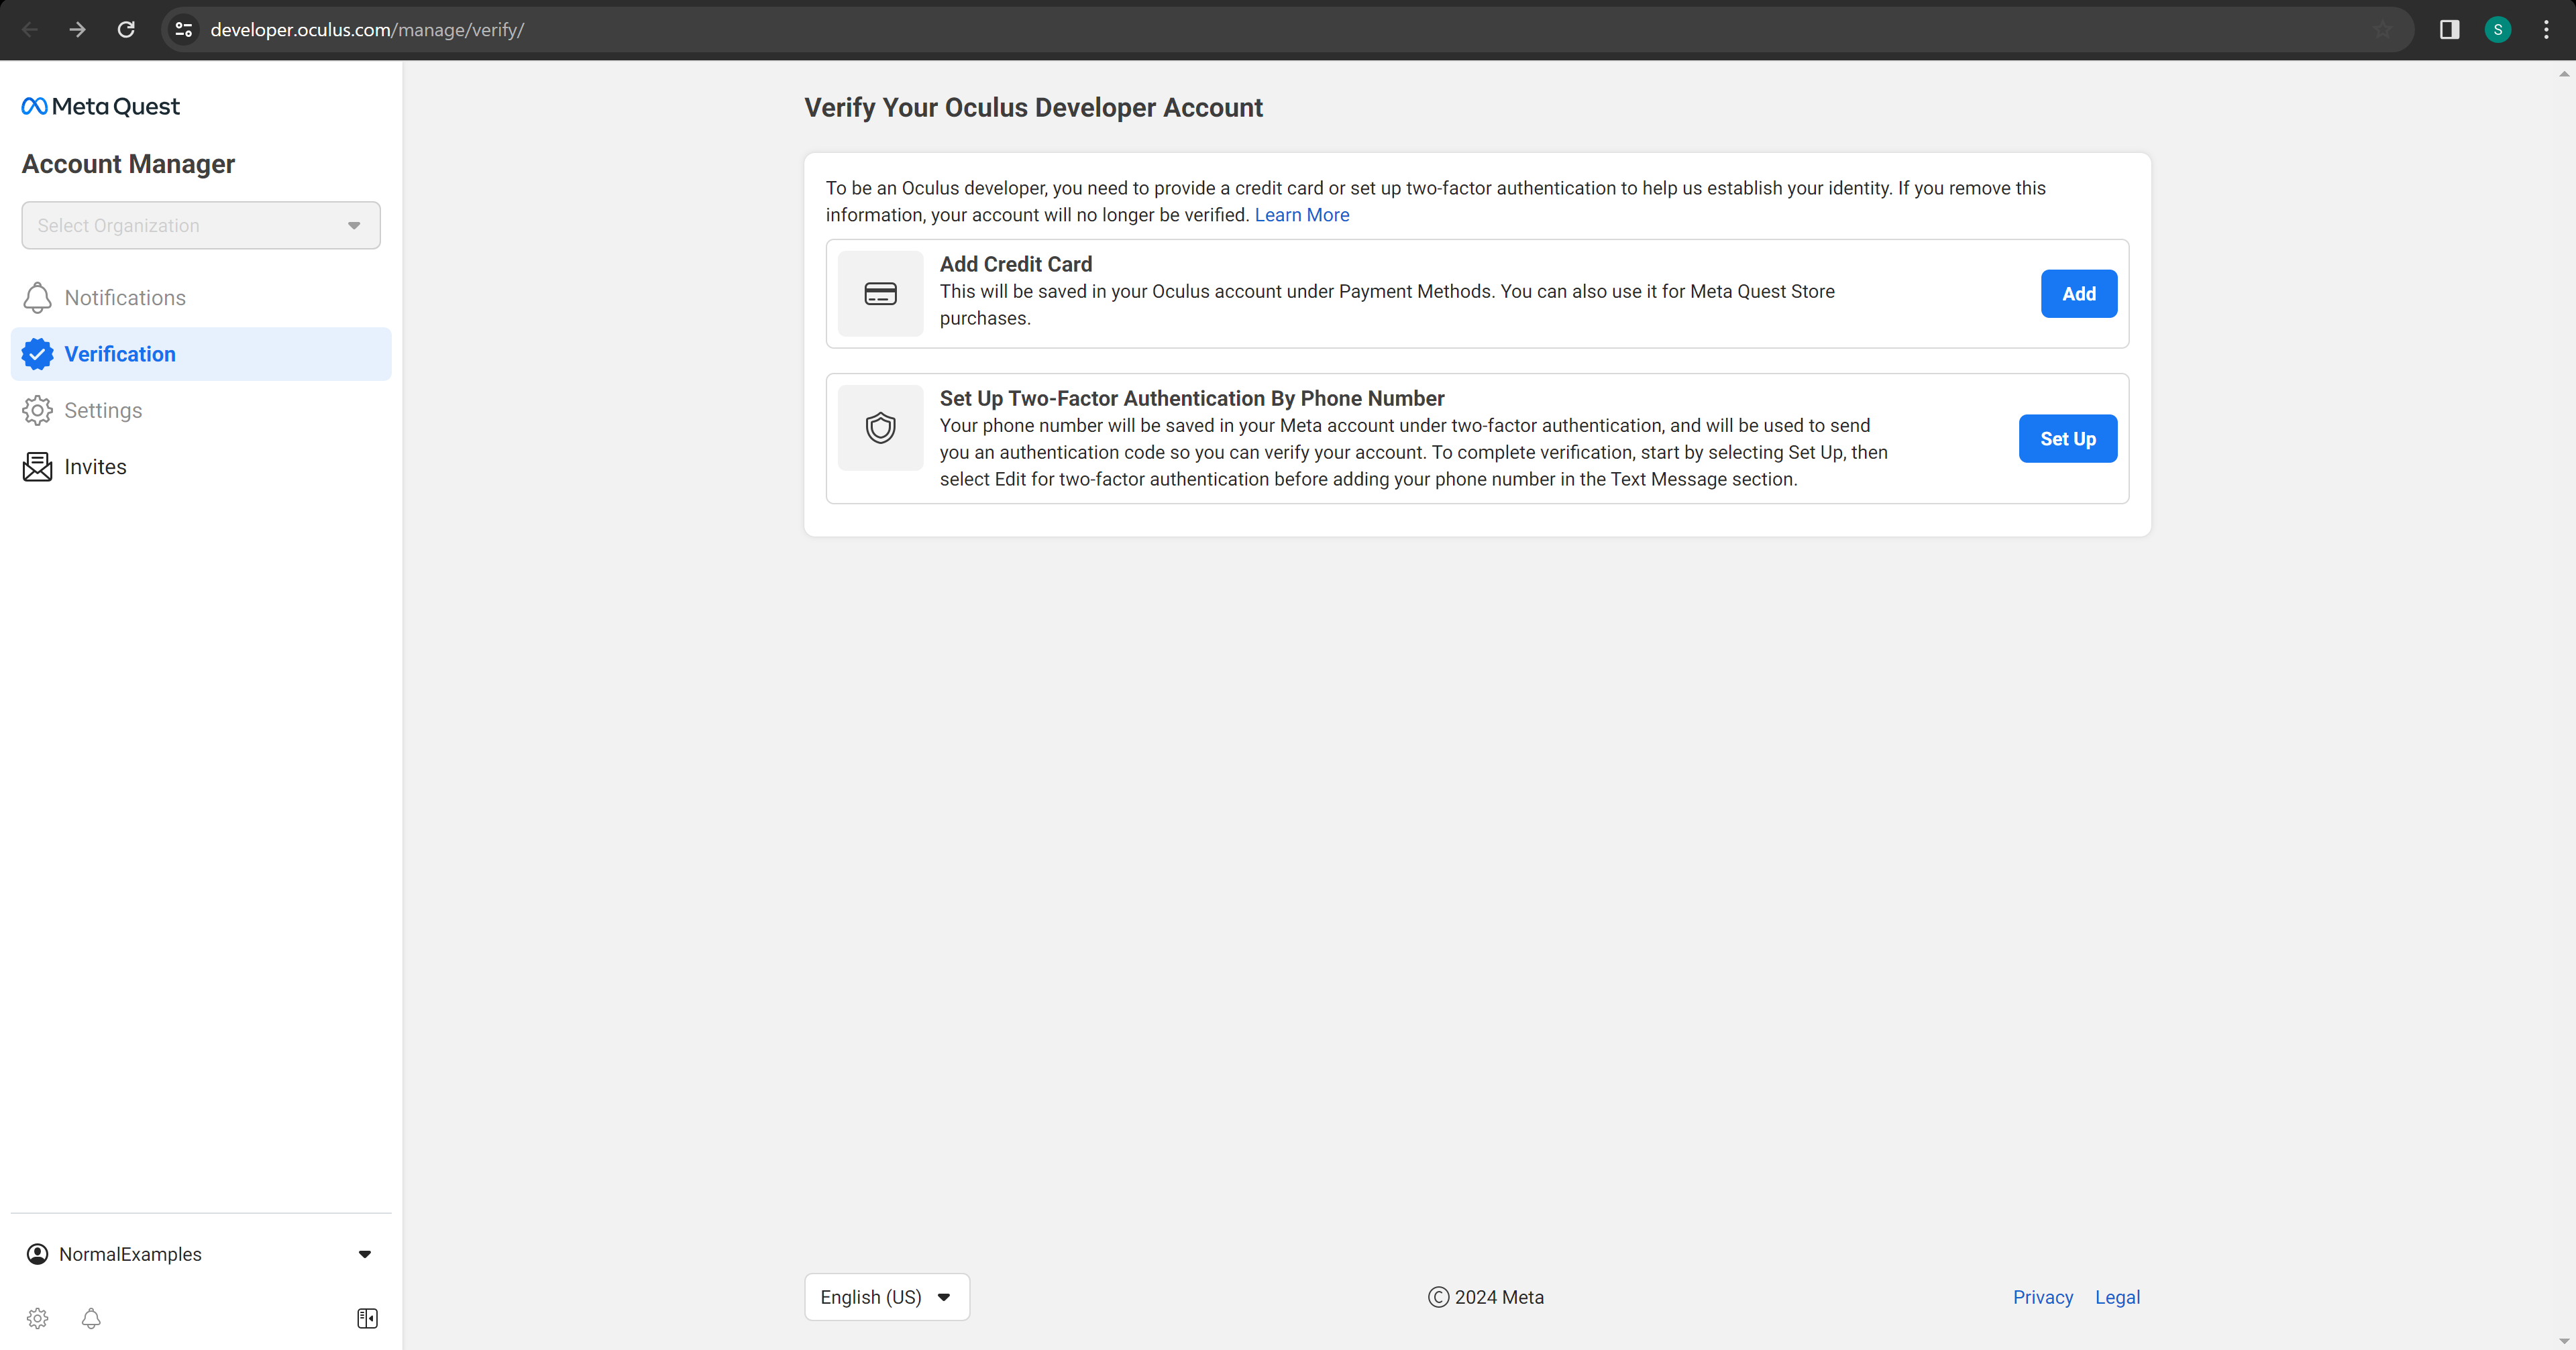 developer.oculus.com/manage/verify/
S
Meta Quest
Account Manager
Select Organization
Notifications
Verification
Settings
Invites
NormalExamples
Verify Your Oculus Developer Account
To be an Oculus developer, you need to provide a credit card or set up two-factor authentication to help us establish your identity. If you remove this
information, your account will no longer be verified. Learn More
Add Credit Card
This will be saved in your Oculus account under Payment Methods. You can also use it for Meta Quest Store
purchases.
Add
Set Up Two-Factor Authentication By Phone Number
Your phone number will be saved in your Meta account under two-factor authentication, and will be used to send
you an authentication code so you can verify your account. To complete verification, start by selecting Set Up, then
select Edit for two-factor authentication before adding your phone number in the Text Message section.
Set Up
English (US)
© 2024 Meta
Privacy Legal